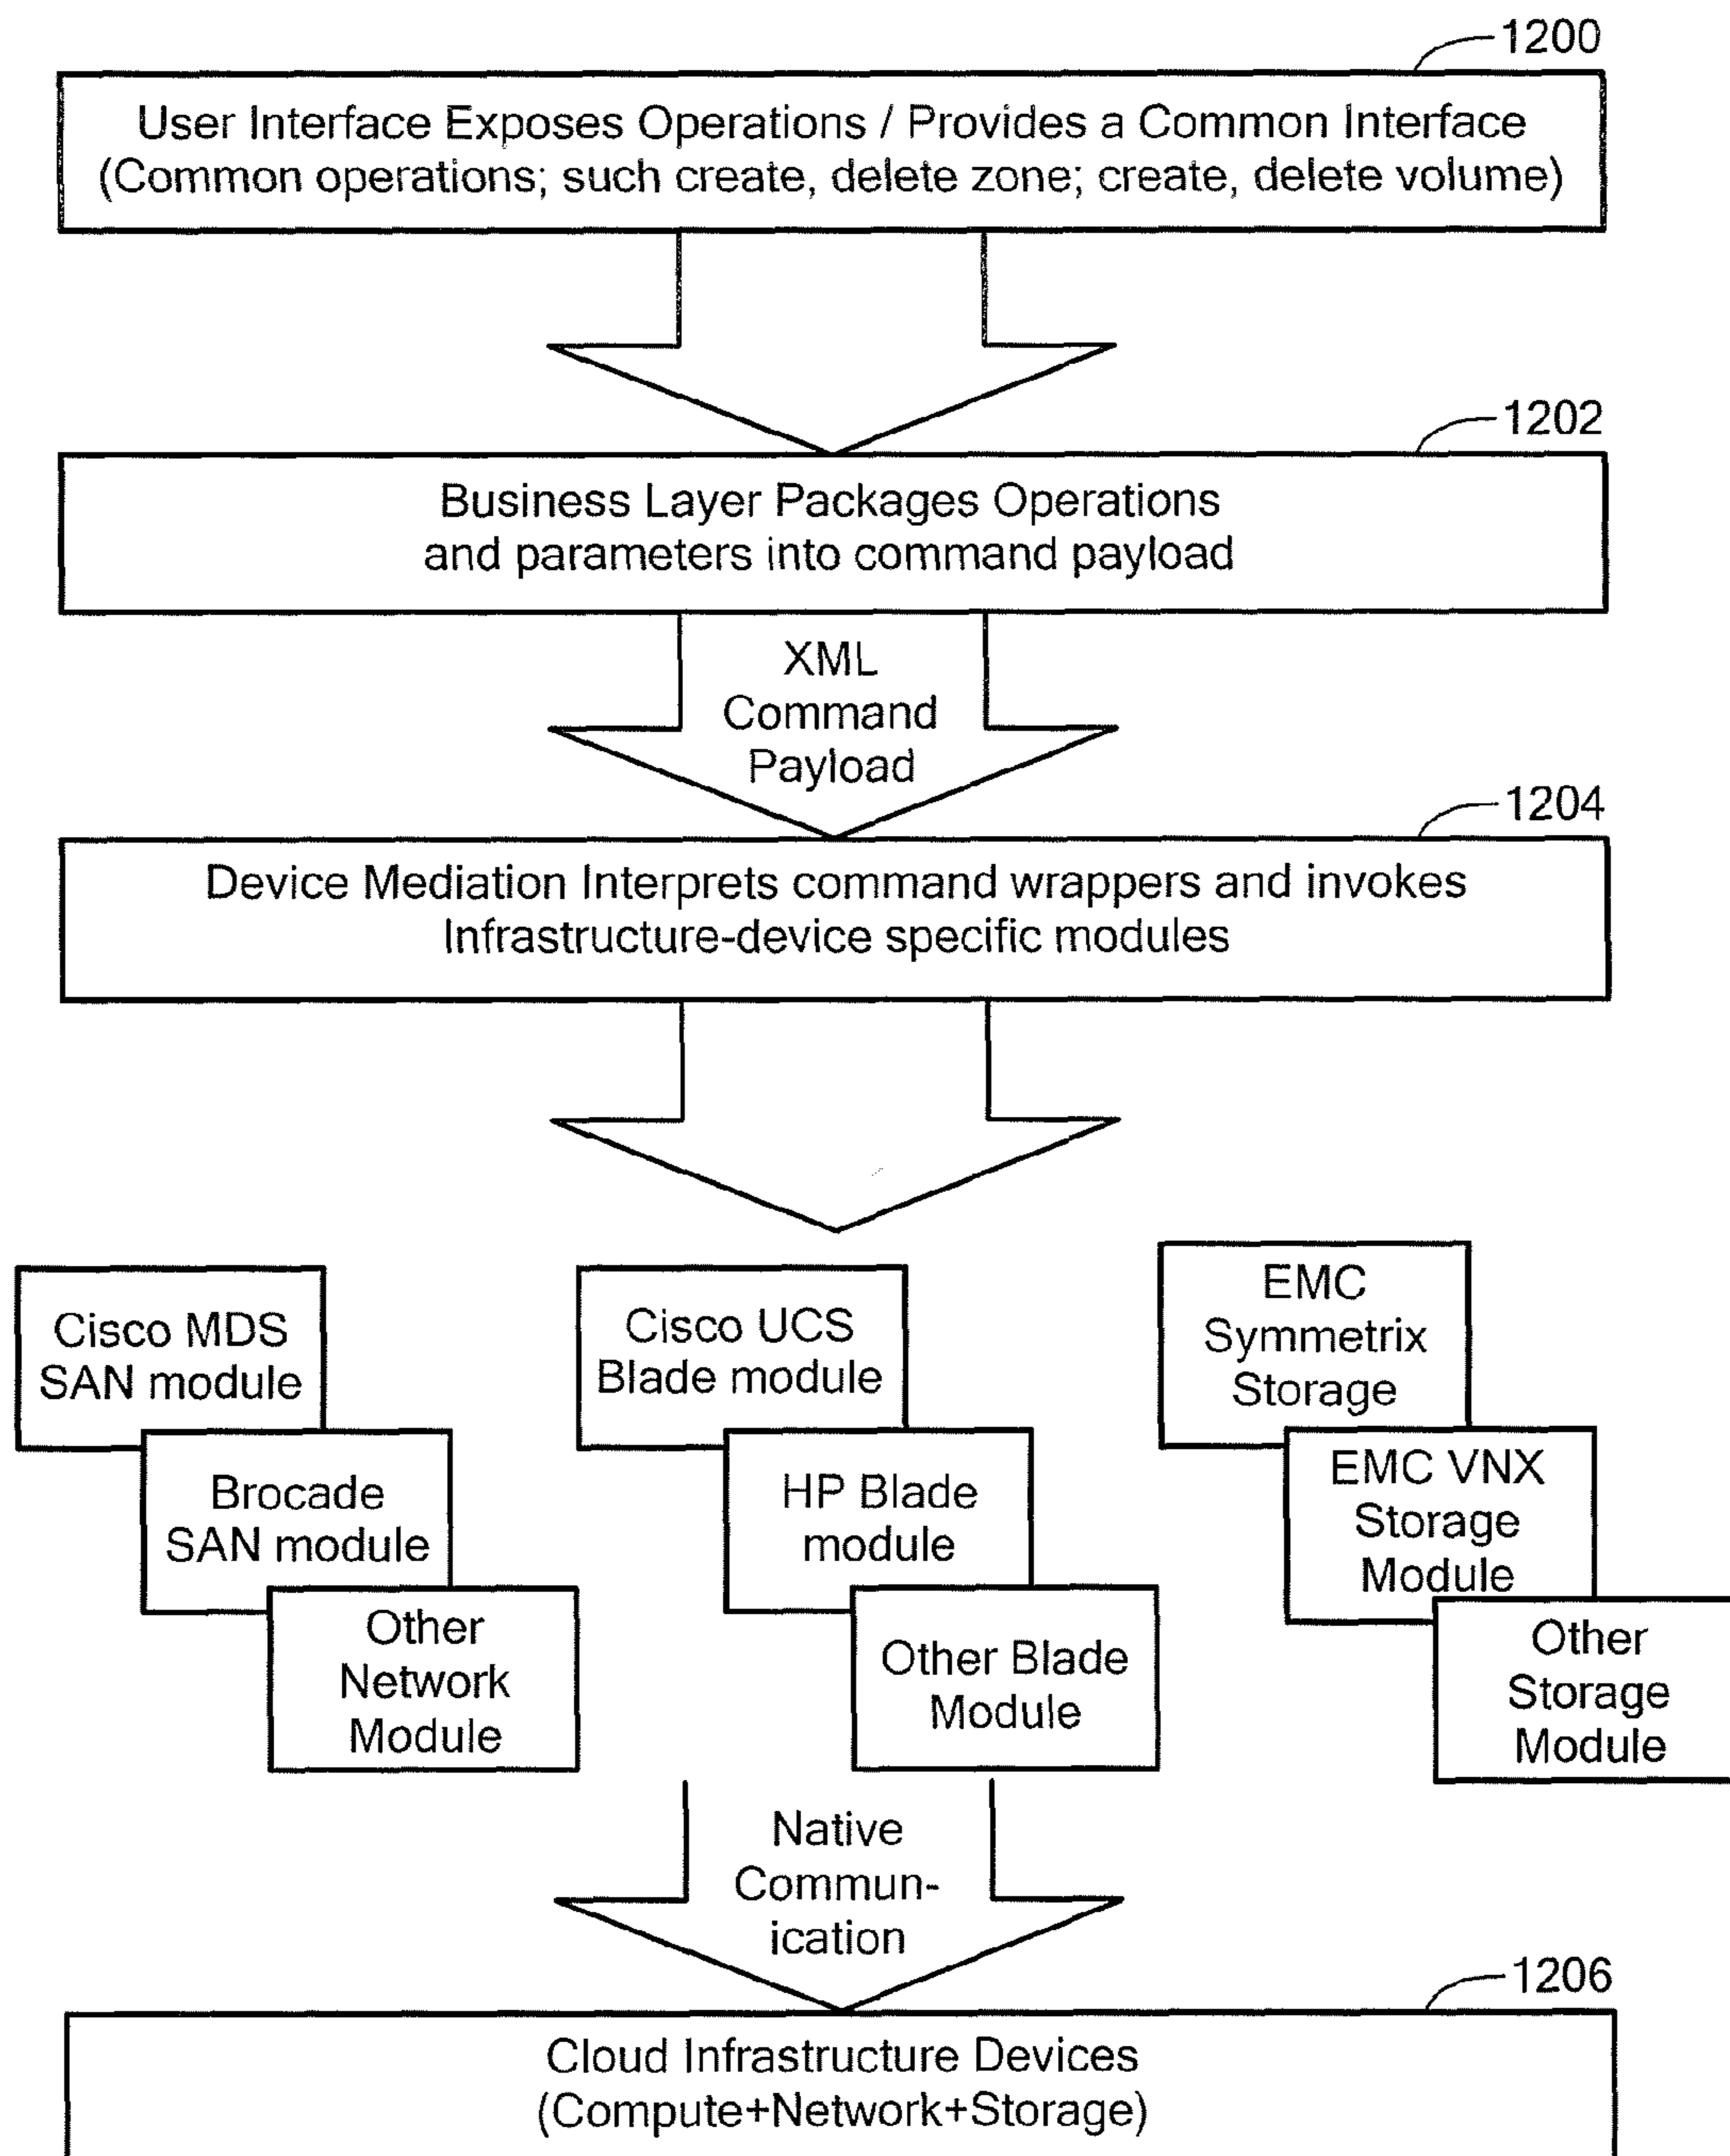 1200
User Interface Exposes Operations / Provides a Common Interface
(Common operations; such create, delete zone; create, delete volume)
1202
Business Layer Packages Operations
and parameters into command payload
XML
Command
Payload
1204
Device Mediation Interprets command wrappers and invokes
Infrastructure-device specific modules
Cisco MDS
SAN module
Brocade
SAN module
Other
Network
Module
Cisco UCS
Blade module
HP Blade
module
Other Blade
Module
EMC
Symmetrix
Storage
EMC VNX
Storage
Module
Other
Storage
Module
Native
Commun-
ication
1206
Cloud Infrastructure Devices
(Compute+Network+Storage)